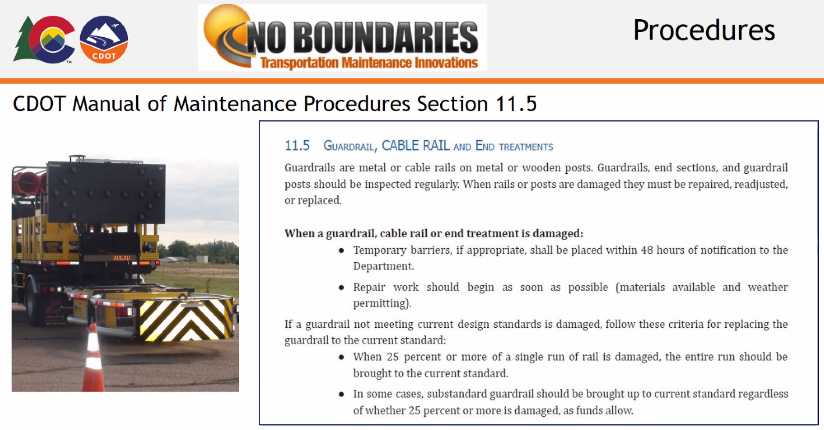 CDOT
NO BOUNDARIES
Transportation Maintenance Innovations
Procedures
CDOT Manual of Maintenance Procedures Section 11.5
11.5 GUARDRAIL, CABLE RAIL AND END TREATMENTS
Guardrails are metal or cable rails on metal or wooden posts. Guardrails, end sections, and guardrail
posts should be inspected regularly. When rails or posts are damaged they must be repaired, readjusted,
or replaced.
When a guardrail, cable rail or end treatment is damaged:
● Temporary barriers, if appropriate, shall be placed within 48 hours of notification to the
Department.
● Repair work should begin as soon as possible (materials available and weather
permitting).
If a guardrail not meeting current design standards is damaged, follow these criteria for replacing the
guardrail to the current standard:
● When 25 percent or more of a single run of rail is damaged, the entire run should be
brought to the current standard.
● In some cases, substandard guardrail should be brought up to current standard regardless
of whether 25 percent or more is damaged, as funds allow.